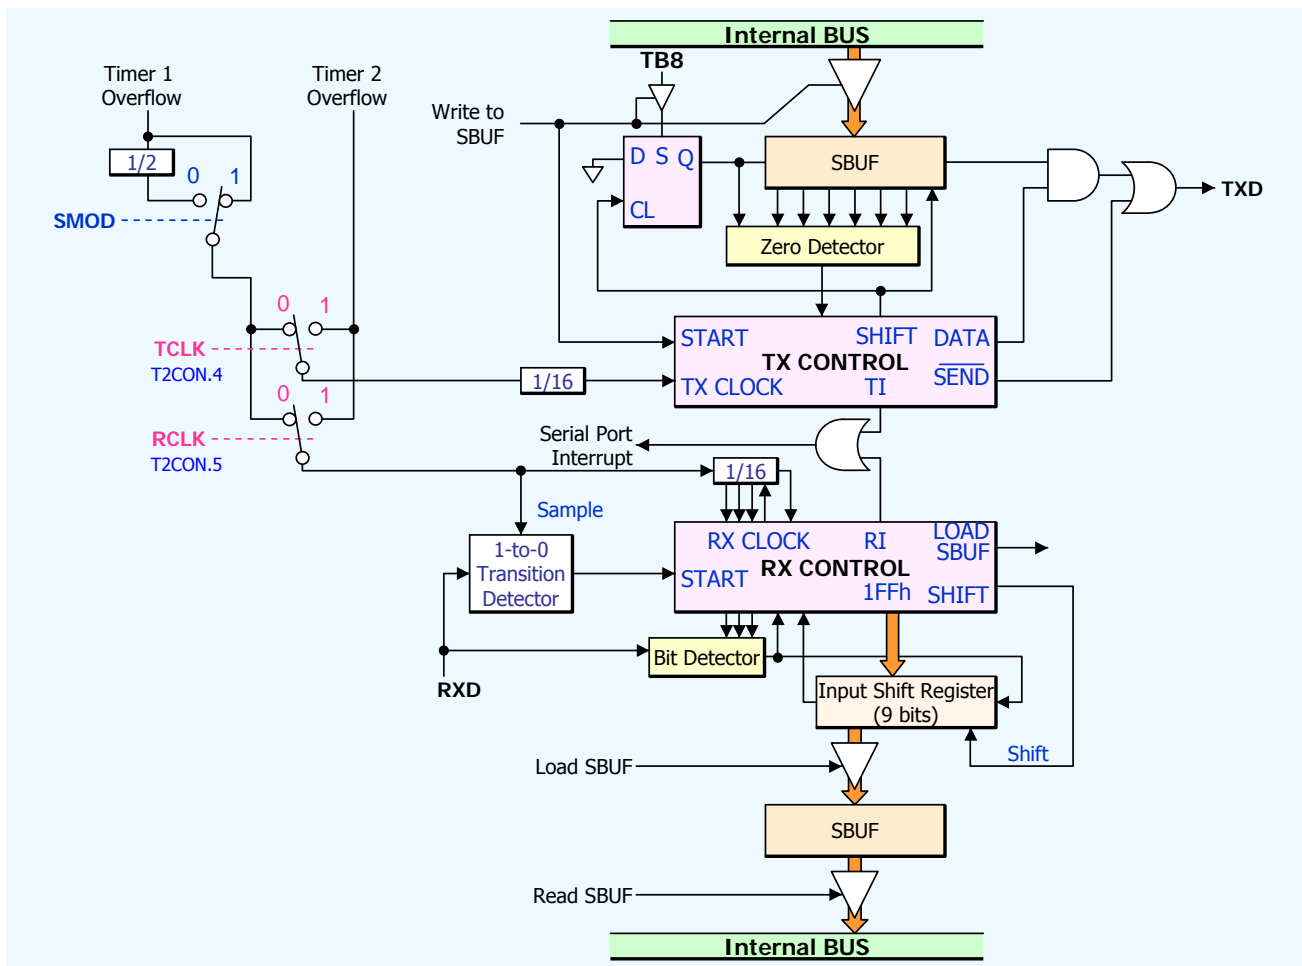 Internal BUS
TB8
Timer 1
Overflow
Timer 2
Overflow
Write to
SBUF
1/2
0 1
SMOD
D S Q
CL
SBUF
TXD
Zero Detector
0 1
TCLK
T2CON.4
START SHIFT DATA
TX CONTROL
TX CLOCK TI SEND
1/16
0 1
RCLK
T2CON.5
Serial Port
Interrupt
1/16
Sample
1-to-0
Transition
Detector
RX CLOCK RI LOAD
SBUF
RX CONTROL
START 1FFh SHIFT
Bit Detector
RXD
Input Shift Register
(9 bits)
Shift
Load SBUF
SBUF
Read SBUF
Internal BUS